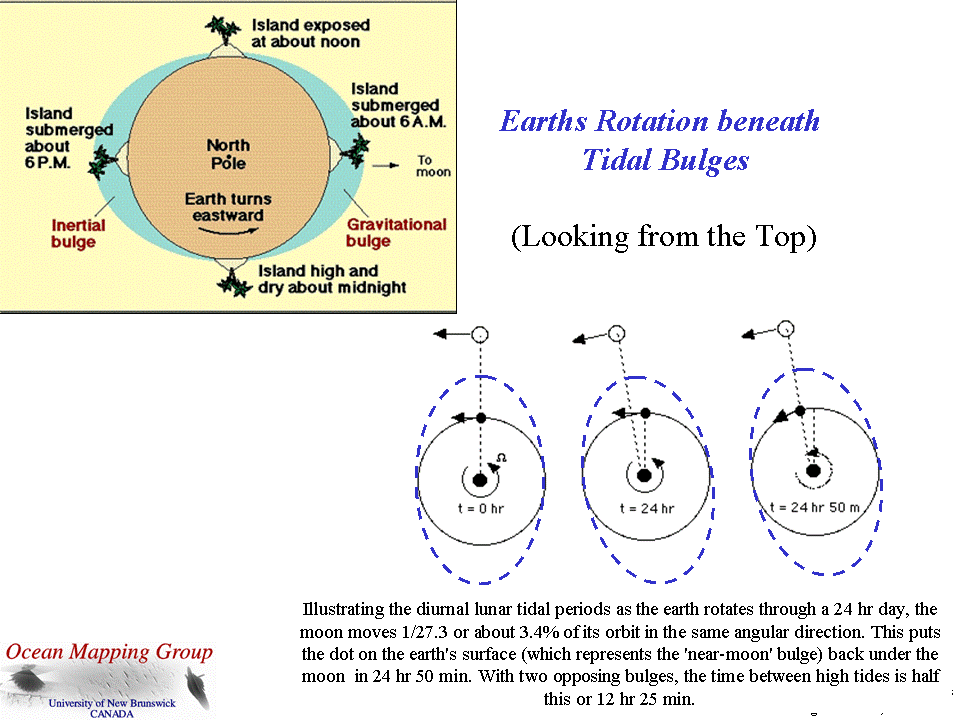 Island exposed
at about noon
Island
submerged
about 6 A.M.
Island
submerged
about
6 P.M.
North
Pole
To
moon
Earth turns
eastward
Inertial
bulge
Gravitational
bulge
Island high and
dry about midnight
Earths Rotation beneath
Tidal Bulges
(Looking from the Top)
Ω
t = 0 hr
t = 24 hr
t = 24 hr 50 m
Illustrating the diurnal lunar tidal periods as the earth rotates through a 24 hr day, the
moon moves 1/27.3 or about 3.4% of its orbit in the same angular direction. This puts
the dot on the earth's surface (which represents the 'near-moon' bulge) back under the
moon in 24 hr 50 min. With two opposing bulges, the time between high tides is half
this or 12 hr 25 min.
Ocean Mapping Group
University of New Brunswick
CANADA